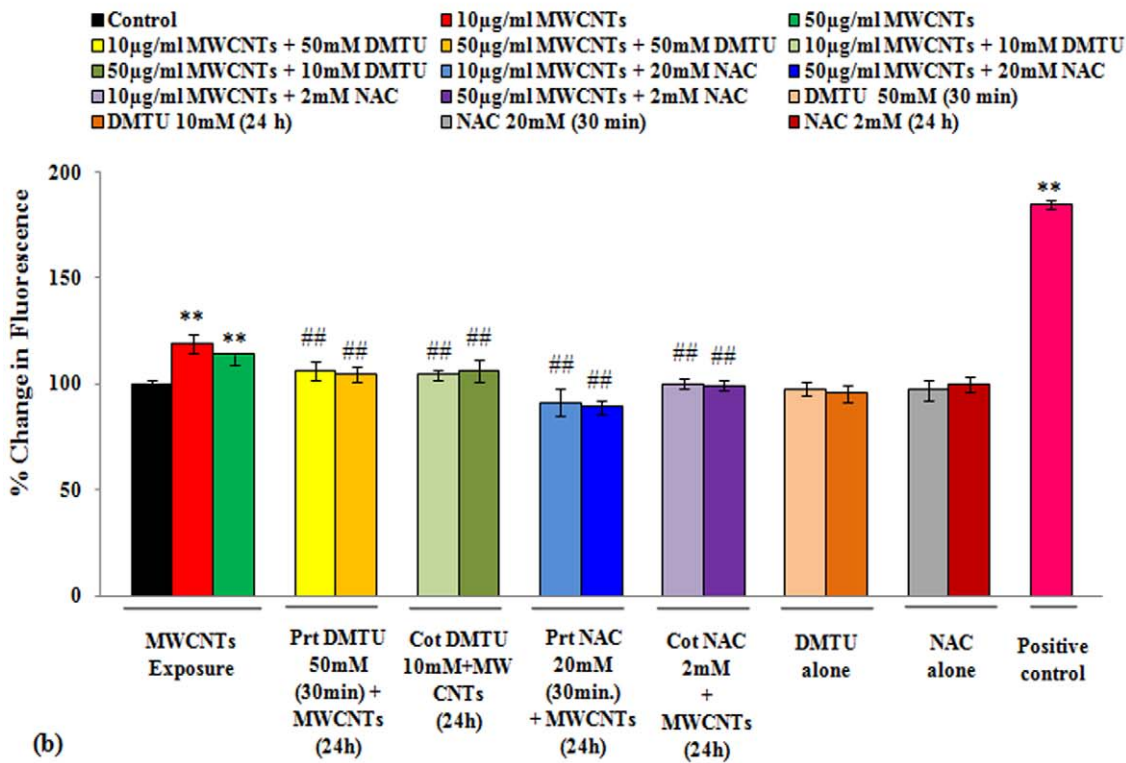 Control 10µg/ml MWCNTs 50µg/ml MWCNTs
10µg/ml MWCNTs + 50mM DMTU 50µg/ml MWCNTs + 50mM DMTU 10µg/ml MWCNTs + 10mM DMTU
50µg/ml MWCNTs + 10mM DMTU 10µg/ml MWCNTs + 20mM NAC 50µg/ml MWCNTs + 20mM NAC
10µg/ml MWCNTs + 2mM NAC 50µg/ml MWCNTs + 2mM NAC DMTU 50mM (30 min)
DMTU 10mM (24 h) NAC 20mM (30 min) NAC 2mM (24 h)
% Change in Fluorescence
200
150
100
50
0
** ** ## ## ## ## ## ## ## ## **
MWCNTs
Exposure
Prt DMTU
50mM
(30min) +
MWCNTs
(24h)
Cot DMTU
10mM+MW
CNTs
(24h)
Prt NAC
20mM
(30min.)
+ MWCNTs
(24h)
Cot NAC
2mM
+
MWCNTs
(24h)
DMTU
alone
NAC
alone
Positive
control
(b)